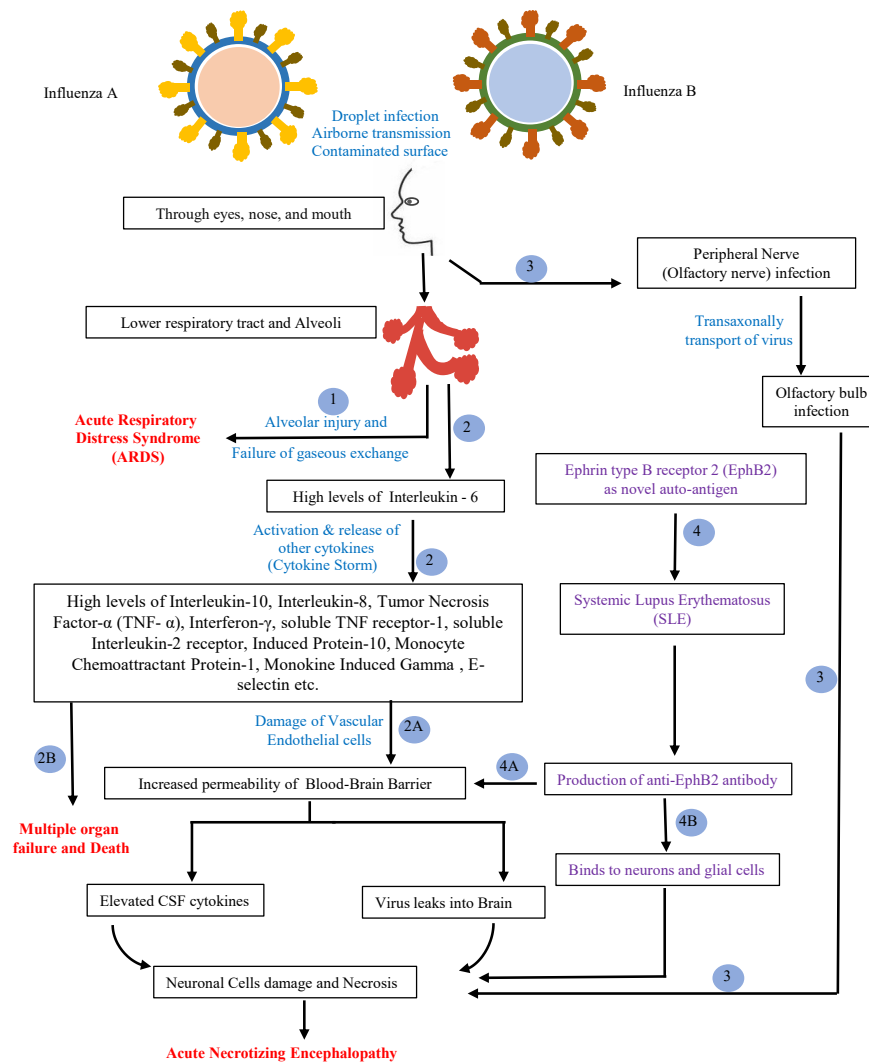 Influenza A
Influenza B
Droplet infection
Airborne transmission
Contaminated surface
Through eyes, nose, and mouth
3
Peripheral Nerve
(Olfactory nerve) infection
Lower respiratory tract and Alveoli
Transaxonally
transport of virus
Olfactory bulb
infection
1
Acute Respiratory
Distress Syndrome
(ARDS)
Alveolar injury and
Failure of gaseous exchange
2
High levels of Interleukin - 6
Ephrin type B receptor 2 (EphB2)
as novel auto-antigen
Activation & release of
other cytokines
(Cytokine Storm)
2
4
High levels of Interleukin-10, Interleukin-8, Tumor Necrosis
Factor-α (TNF- α), Interferon-γ, soluble TNF receptor-1, soluble
Interleukin-2 receptor, Induced Protein-10, Monocyte
Chemoattractant Protein-1, Monokine Induced Gamma , E-
selectin etc.
Systemic Lupus Erythematosus
(SLE)
3
2B
Damage of Vascular
Endothelial cells
2A
Increased permeability of Blood-Brain Barrier
4A
Production of anti-EphB2 antibody
4B
Multiple organ
failure and Death
Binds to neurons and glial cells
Elevated CSF cytokines
Virus leaks into Brain
Neuronal Cells damage and Necrosis
3
Acute Necrotizing Encephalopathy